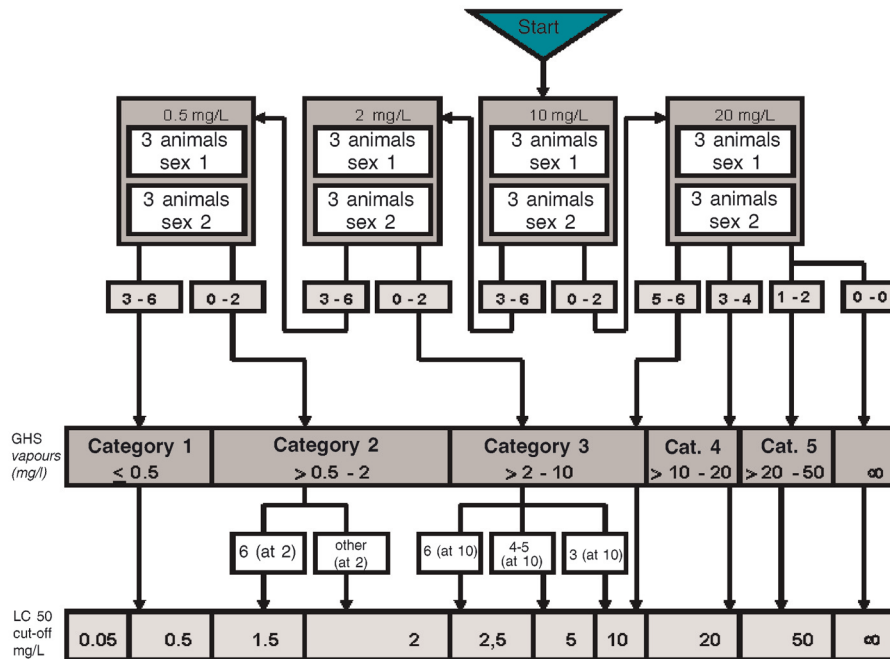 Start
0.5 mg/L
2 mg/L
10 mg/L
20 mg/L
3 animals
sex 1
3 animals
sex 1
3 animals
sex 1
3 animals
sex 1
3 animals
sex 2
3 animals
sex 2
3 animals
sex 2
3 animals
sex 2
3 - 6
0 - 2
3 - 6
0 - 2
3 - 6
0 - 2
5 - 6
3 - 4
1 - 2
0 - 0
GHS
vapours
(mg/l)
Category 1
≤ 0.5
Category 2
> 0.5 - 2
Category 3
> 2 - 10
Cat. 4
> 10 - 20
Cat. 5
> 20 - 50
∞
6 (at 2)
other
(at 2)
6 (at 10)
4-5
(at 10)
3 (at 10)
LC 50
cut-off
mg/L
0.05
0.5
1.5
2
2,5
5
10
20
50
∞